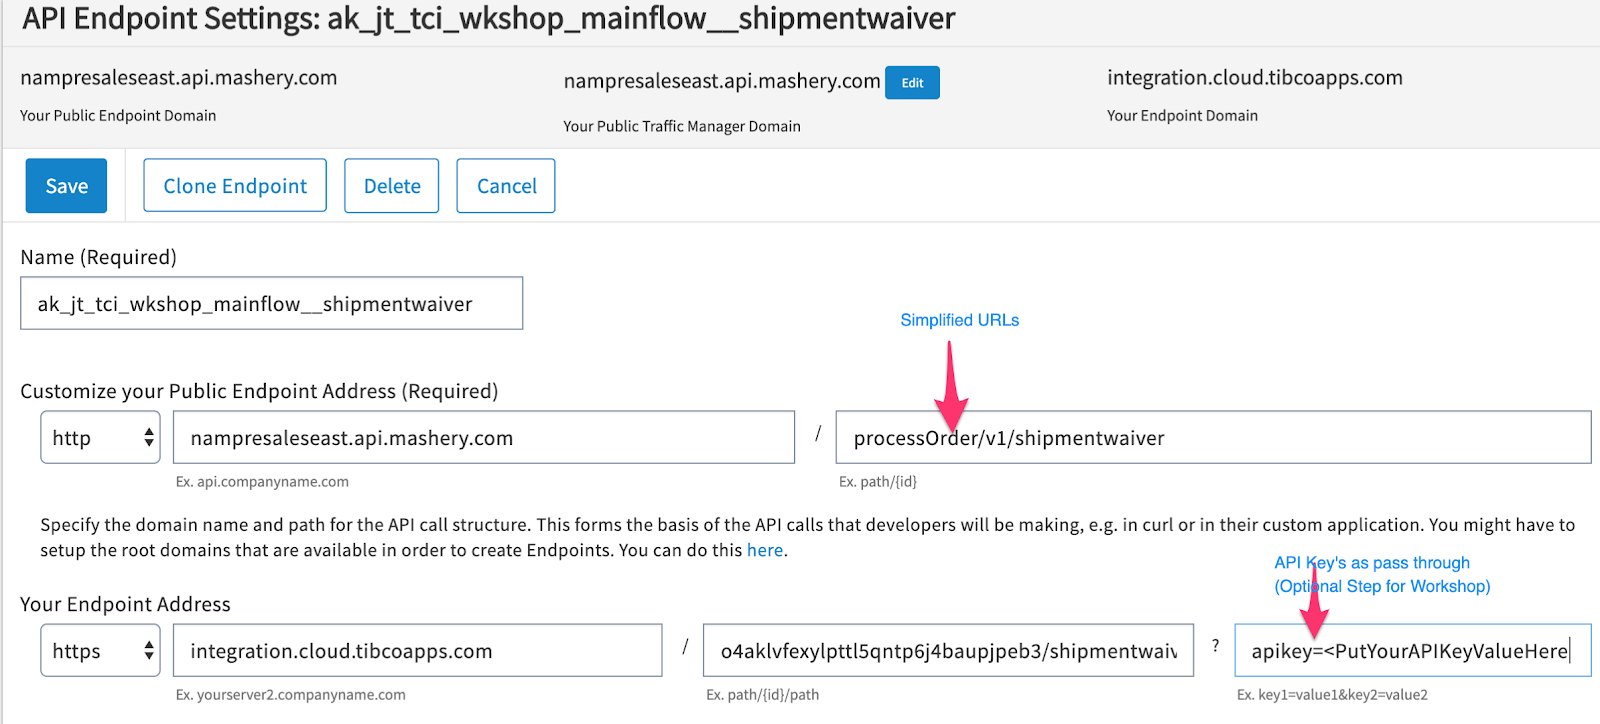 API Endpoint Settings: ak_jt_tci_wkshop_mainflow__shipmentwaiver
nampresaleseast.api.mashery.com
Your Public Endpoint Domain
nampresaleseast.api.mashery.com Edit
Your Public Traffic Manager Domain
integration.cloud.tibcoapps.com
Your Endpoint Domain
Save Clone Endpoint Delete Cancel
Name (Required)
ak_jt_tci_wkshop_mainflow__shipmentwaiver
Simplified URLs
Customize your Public Endpoint Address (Required)
http nampresaleseast.api.mashery.com / processOrder/v1/shipmentwaiver
Ex. api.companyname.com Ex. path/{id}
Specify the domain name and path for the API call structure. This forms the basis of the API calls that developers will be making, e.g. in curl or in their custom application. You might have to
setup the root domains that are available in order to create Endpoints. You can do this here.
API Key's as pass through
(Optional Step for Workshop)
Your Endpoint Address
https integration.cloud.tibcoapps.com / o4aklvfexylpttl5qntp6j4baupjpeb3/shipmentwaiv ? apikey=<PutYourAPIKeyValueHere
Ex. yourserver2.companyname.com Ex. path/{id}/path Ex. key1=value1&key2=value2